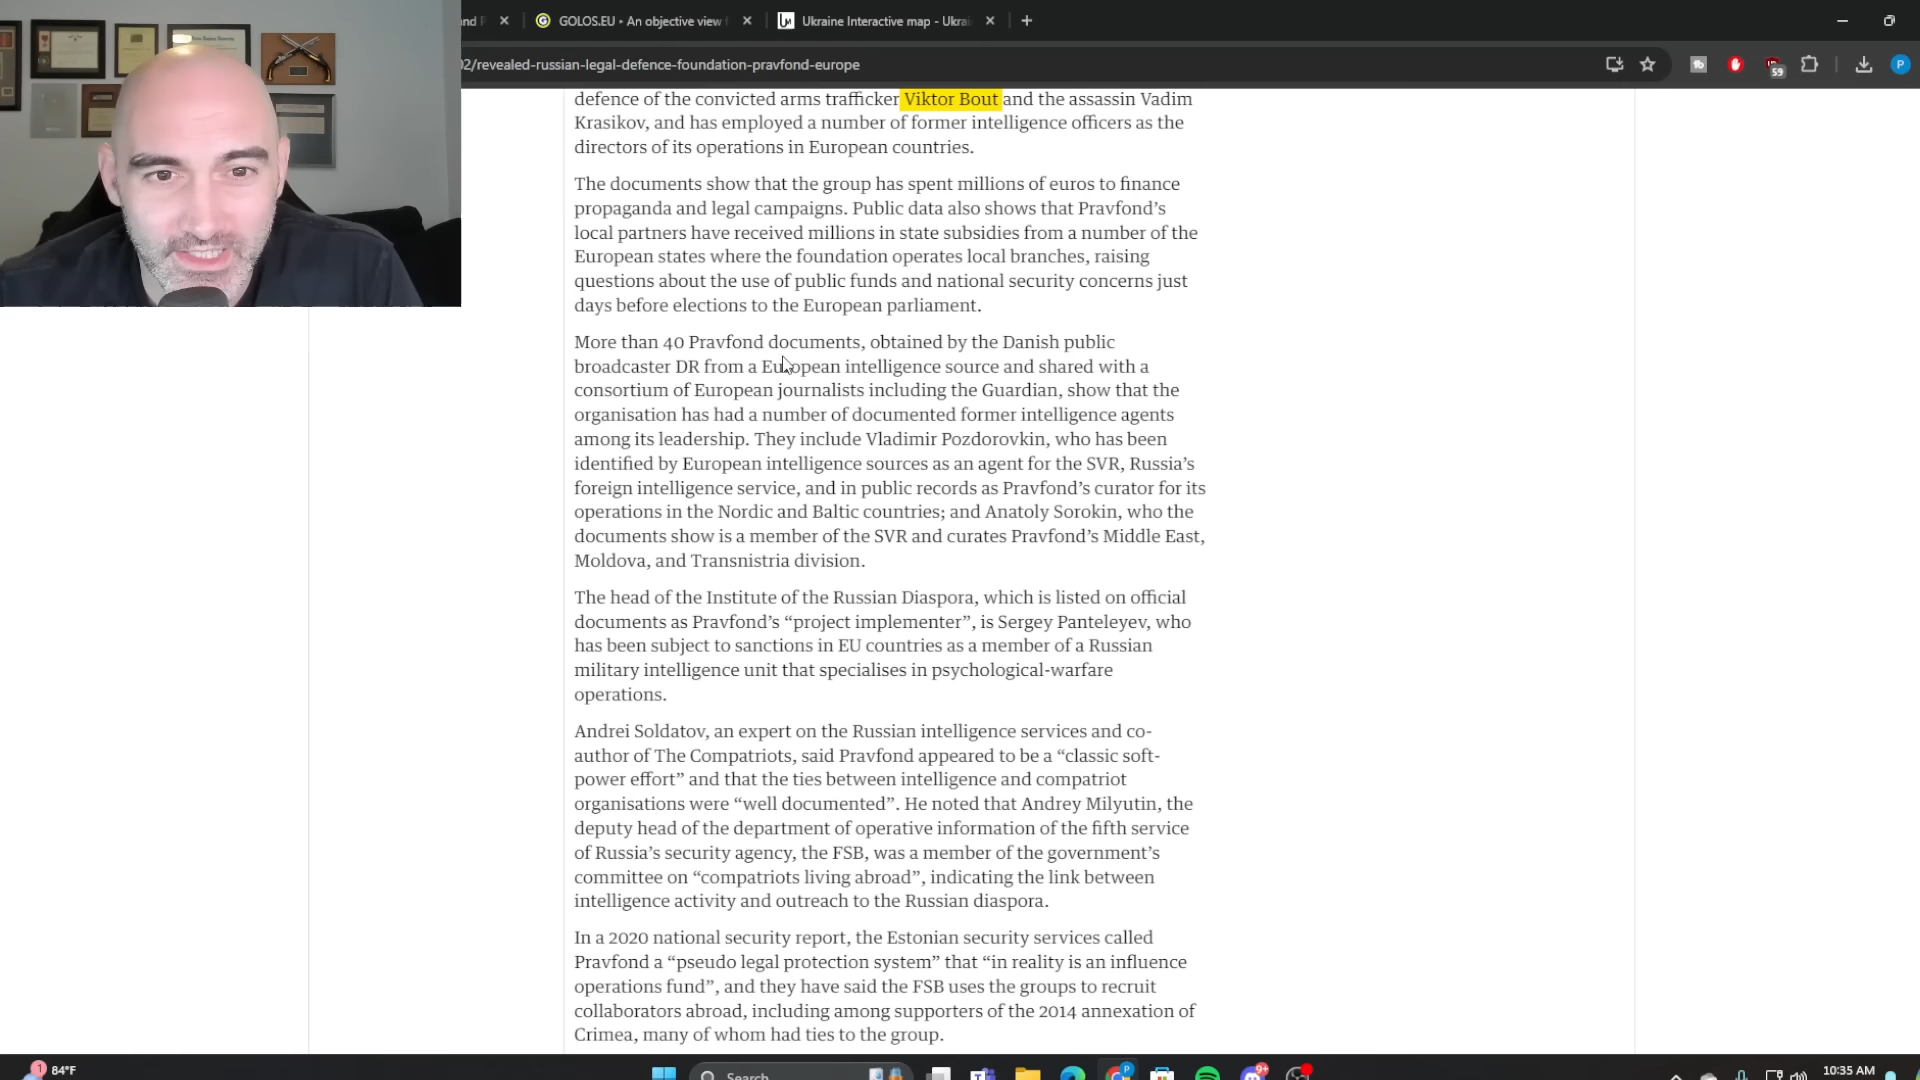 GOLOS.EU • An objective view
Ukraine Interactive map - Ukrai
02/revealed-russian-legal-defence-foundation-pravfond-europe
59
P
defence of the convicted arms trafficker Viktor Bout and the assassin Vadim
Krasikov, and has employed a number of former intelligence officers as the
directors of its operations in European countries.
The documents show that the group has spent millions of euros to finance
propaganda and legal campaigns. Public data also shows that Pravfond’s
local partners have received millions in state subsidies from a number of the
European states where the foundation operates local branches, raising
questions about the use of public funds and national security concerns just
days before elections to the European parliament.
More than 40 Pravfond documents, obtained by the Danish public
broadcaster DR from a European intelligence source and shared with a
consortium of European journalists including the Guardian, show that the
organisation has had a number of documented former intelligence agents
among its leadership. They include Vladimir Pozdorovkin, who has been
identified by European intelligence sources as an agent for the SVR, Russia’s
foreign intelligence service, and in public records as Pravfond’s curator for its
operations in the Nordic and Baltic countries; and Anatoly Sorokin, who the
documents show is a member of the SVR and curates Pravfond’s Middle East,
Moldova, and Transnistria division.
The head of the Institute of the Russian Diaspora, which is listed on official
documents as Pravfond’s “project implementer”, is Sergey Panteleyev, who
has been subject to sanctions in EU countries as a member of a Russian
military intelligence unit that specialises in psychological-warfare
operations.
Andrei Soldatov, an expert on the Russian intelligence services and co-
author of The Compatriots, said Pravfond appeared to be a “classic soft-
power effort” and that the ties between intelligence and compatriot
organisations were “well documented”. He noted that Andrey Milyutin, the
deputy head of the department of operative information of the fifth service
of Russia’s security agency, the FSB, was a member of the government’s
committee on “compatriots living abroad”, indicating the link between
intelligence activity and outreach to the Russian diaspora.
In a 2020 national security report, the Estonian security services called
Pravfond a “pseudo legal protection system” that “in reality is an influence
operations fund”, and they have said the FSB uses the groups to recruit
collaborators abroad, including among supporters of the 2014 annexation of
Crimea, many of whom had ties to the group.
1
84°F
Search
P
9+
10:35 AM